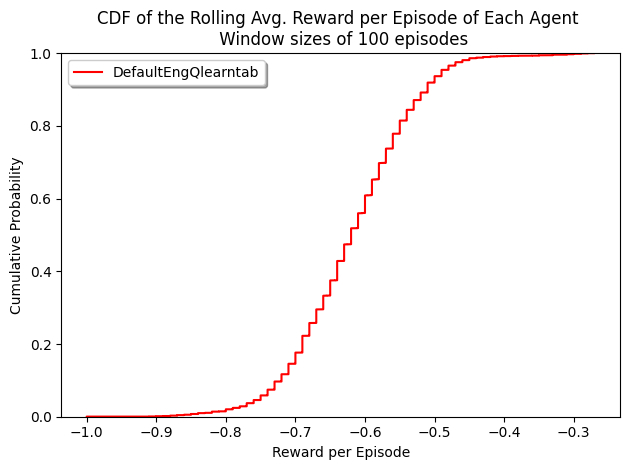 CDF of the Rolling Avg. Reward per Episode of Each Agent
Window sizes of 100 episodes
DefaultEngQlearntab
Cumulative Probability
1.0
0.8
0.6
0.4
0.2
0.0
−1.0 −0.9 −0.8 −0.7 −0.6 −0.5 −0.4 −0.3
Reward per Episode